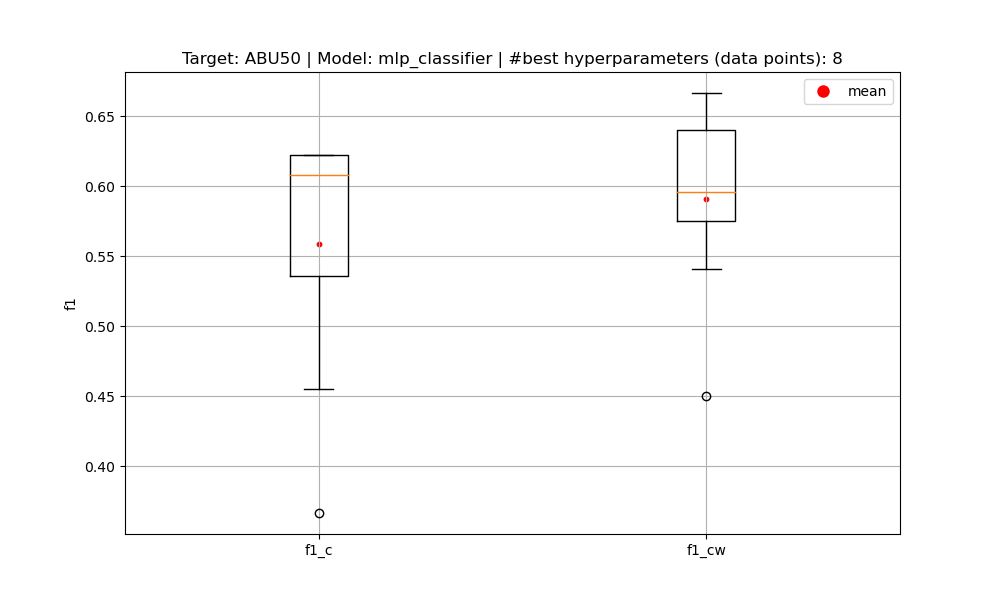 Target: ABU50 | Model: mlp_classifier | #best hyperparameters (data points): 8
mean
0.65
0.60
0.55
0.50
0.45
0.40
f1
f1_c
f1_cw